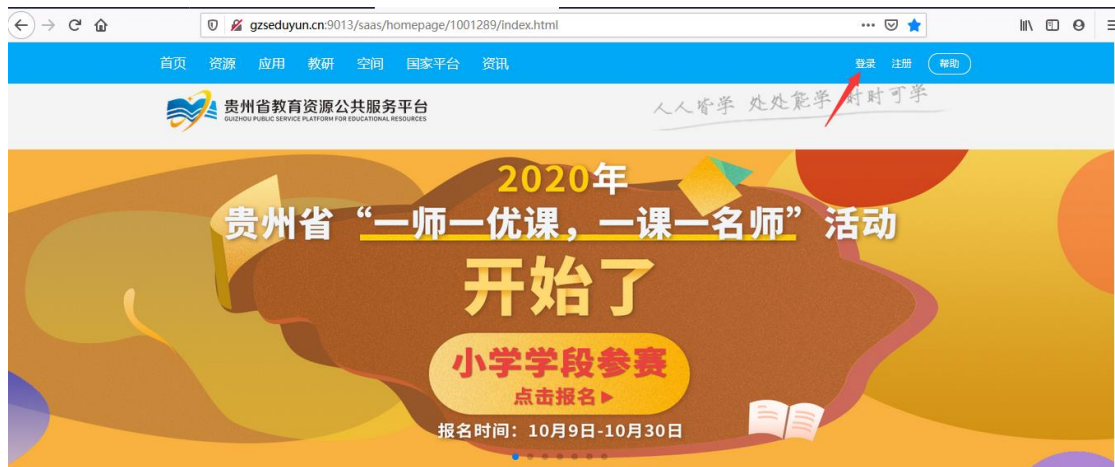 gzseduyun.cn:9013/saas/homepage/1001289/index.html
首页 资源 应用 教研 空间 国家平台 资讯 登录 注册 帮助
贵州省教育资源公共服务平台
GUIZHOU PUBLIC SERVICE PLATFORM FOR EDUCATIONAL RESOURCES
人人皆学 处处能学 时时可学
2020年
贵州省“一师一优课，一课一名师”活动
开始了
小学学段参赛
点击报名▶
报名时间：10月9日-10月30日